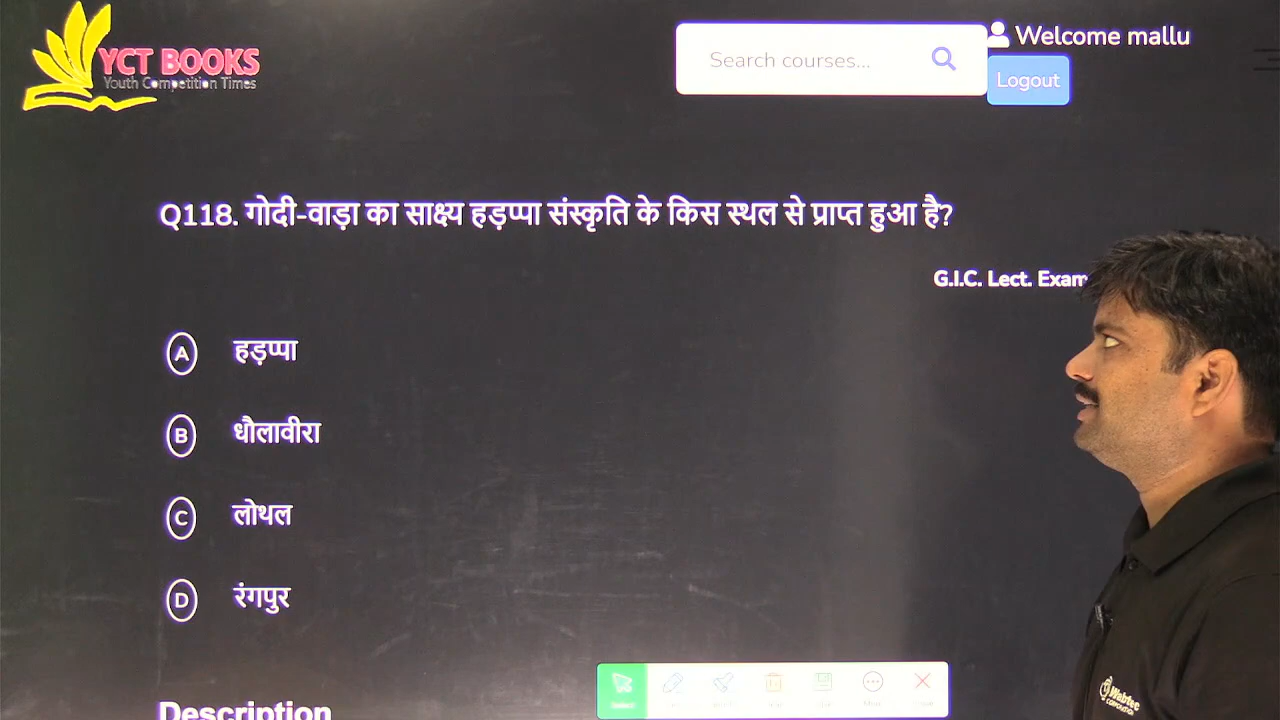 YCT BOOKS
Youth Competition Times
Search courses...
Welcome mallu
Logout
Q118. गोदी-वाड़ा का साक्ष्य हड़प्पा संस्कृति के किस स्थल से प्राप्त हुआ है?
G.I.C. Lect. Exam
A हड़प्पा
B धौलावीरा
C लोथल
D रंगपुर
Description
Webtec